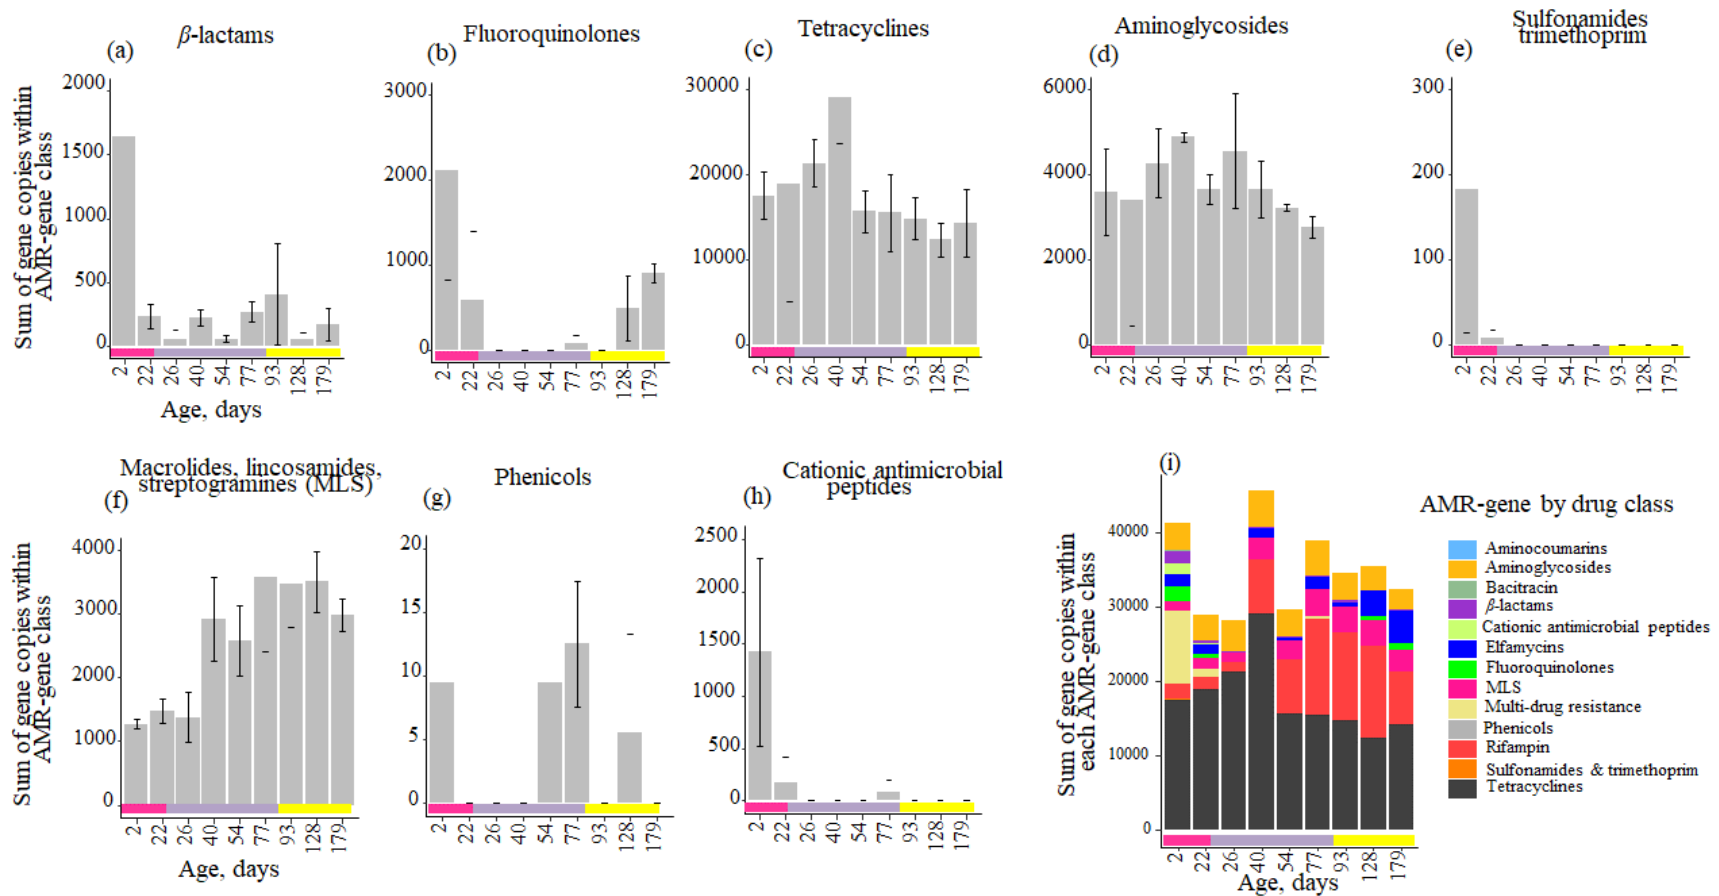 (a)
β-lactams
Sum of gene copies within
AMR-gene class
2000
1500
1000
500
0
2
22
26
40
54
77
93
128
179
Age, days
(b)
Fluoroquinolones
3000
2000
1000
0
2
22
26
40
54
77
93
128
179
(c)
Tetracyclines
30000
20000
10000
0
2
22
26
40
54
77
93
128
179
(d)
Aminoglycosides
6000
4000
2000
0
2
22
26
40
54
77
93
128
179
(e)
Sulfonamides
trimethoprim
300
200
100
0
2
22
26
40
54
77
93
128
179
(f)
Macrolides, lincosamides,
streptogramines (MLS)
Sum of gene copies within
AMR-gene class
4000
3000
2000
1000
0
2
22
26
40
54
77
93
128
179
Age, days
(g)
Phenicols
20
15
10
5
0
2
22
26
40
54
77
93
128
179
(h)
Cationic antimicrobial
peptides
2500
2000
1500
1000
500
0
2
22
26
40
54
77
93
128
179
(i)
Sum of gene copies within
each AMR-gene class
40000
30000
20000
10000
0
2
22
26
40
54
77
93
128
179
Age, days
AMR-gene by drug class
Aminocoumarins
Aminoglycosides
Bacitracin
β-lactams
Cationic antimicrobial peptides
Elfamycins
Fluoroquinolones
MLS
Multi-drug resistance
Phenicols
Rifampin
Sulfonamides & trimethoprim
Tetracyclines